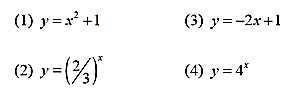 (1) y = x² + 1 (3) y = −2x + 1
(2) y = (2/3)ˣ (4) y = 4ˣ